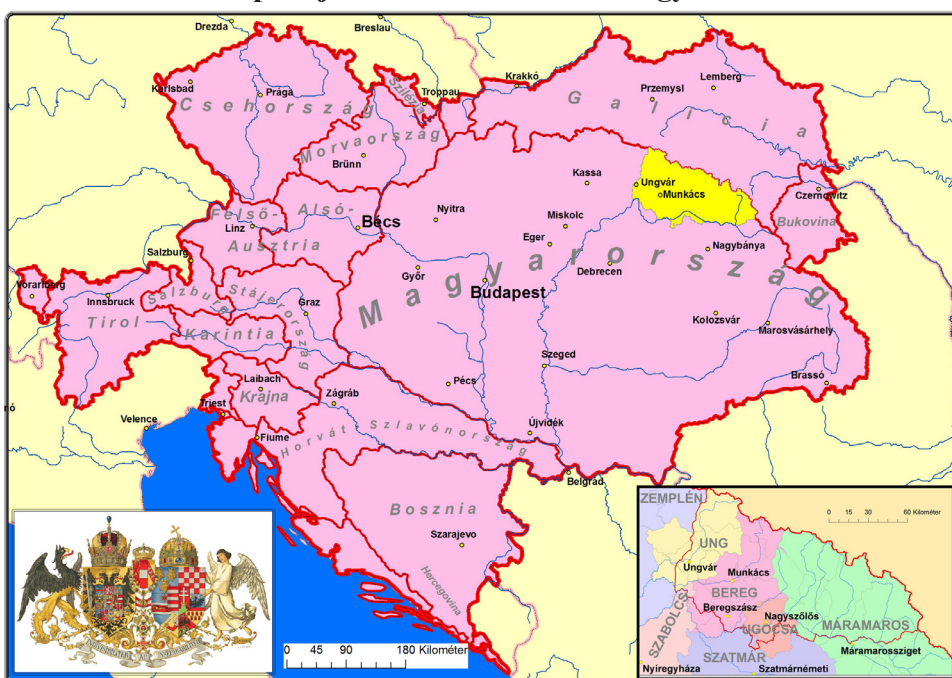 Drezda
Breslau
Karlsbad
Praga
Troppau
Krakkó
Przemysl
Lemberg
Csehország
Szilézia
Galícia
Morvaország
Brünn
Kassa
Ungvár
Munkács
Czernowitz
Bukovina
Felső-
Alsó-
Ausztria
Linz
Bécs
Nyitra
Miskolc
Eger
Nagybánya
Debrecen
Salzburg
Győr
Budapest
Magyarország
Vorarlberg
Innsbruck
Tirol
Salzburg
Stájerország
Graz
Karintia
Kolozsvár
Marosvásárhely
Szeged
Pécs
Brassó
Laibach
Krajna
Zágráb
Triest
Velence
Fiume
Horvát Szlavónország
Újvidék
Belgrád
Bosznia
Szarajevo
Hercegovina
0 45 90 180 Kilométer
ZEMPLÉN
0 15 30 60 Kilométer
UNG
Ungvár
Munkács
BEREG
Beregszász
Nagyszőlős
UGOCSA
MÁRAMAROS
SZABOLCS
SZATMÁR
Máramarossziget
Nyíregyháza
Szatmárnémeti